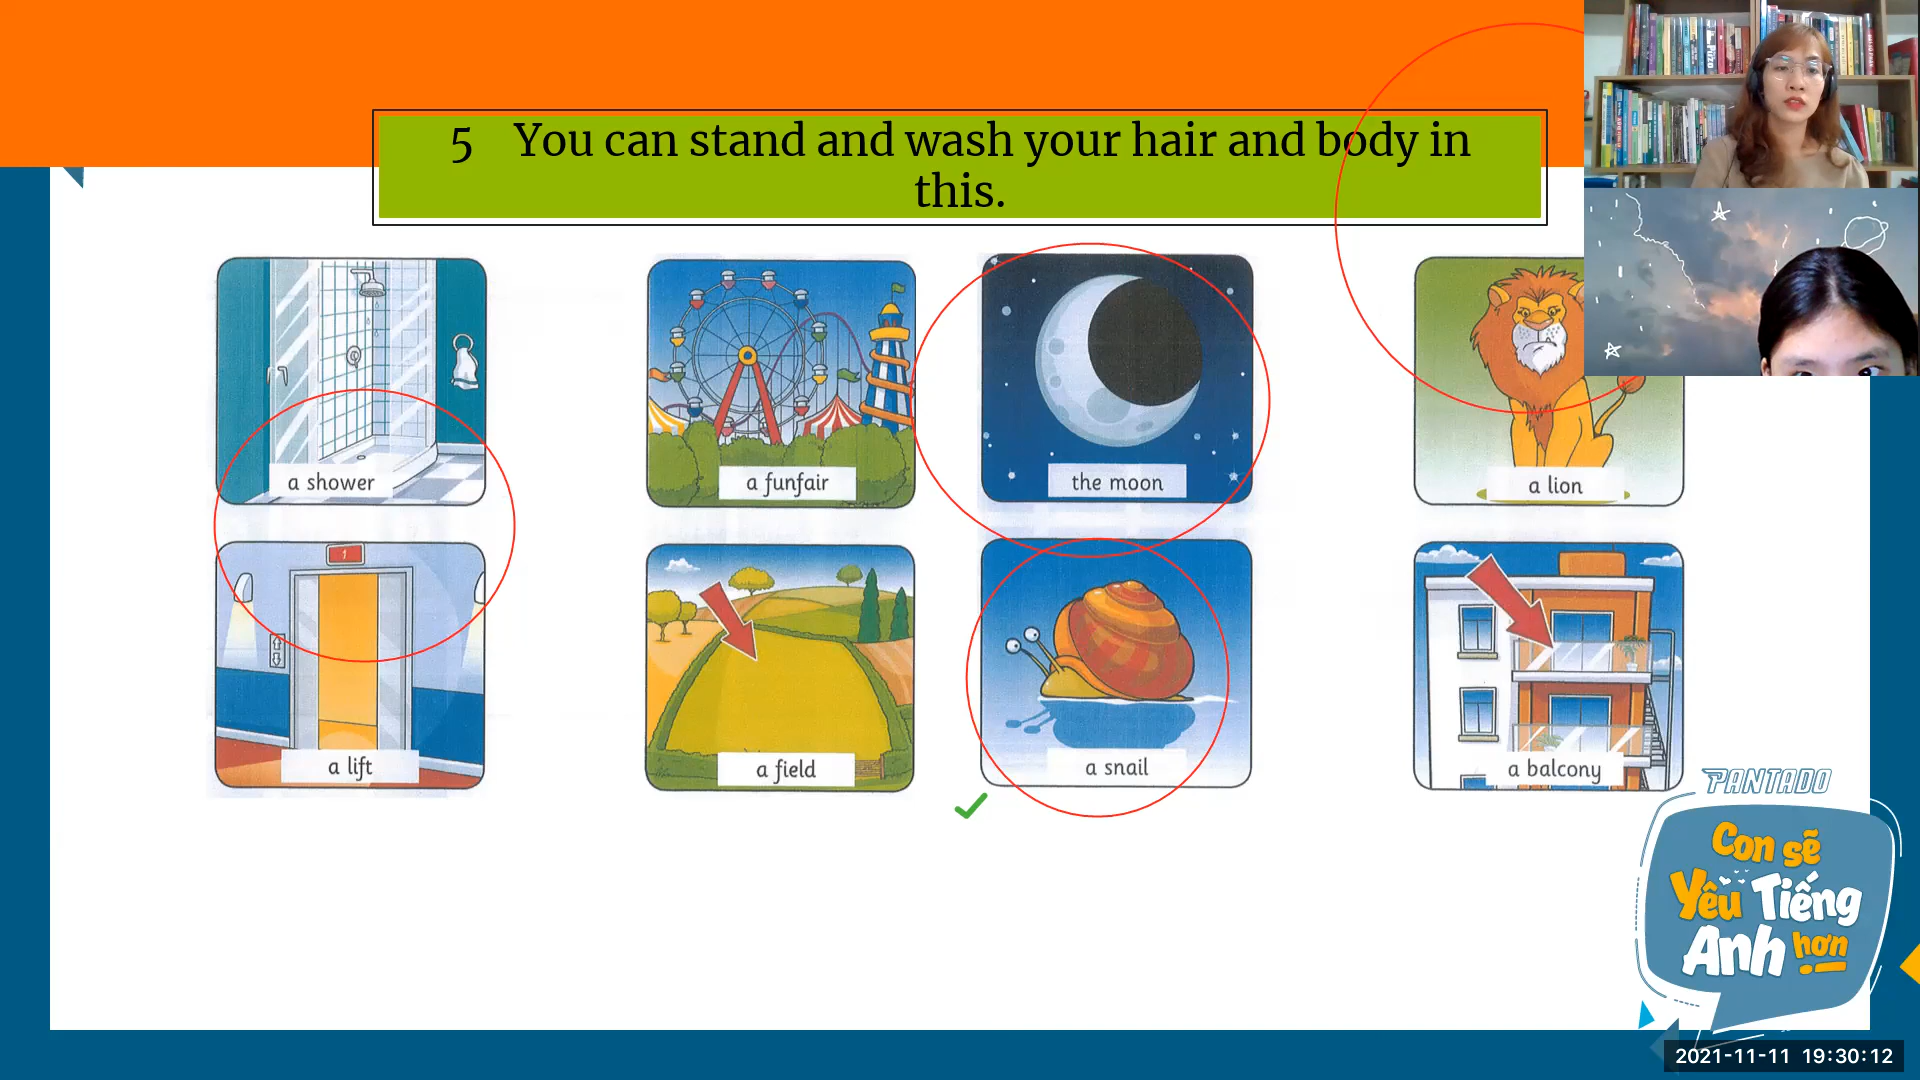 5 You can stand and wash your hair and body in
this.
a shower
a funfair
the moon
a lion
1
a lift
a field
a snail
a balcony
PANTADO
Con sẽ
Yêu Tiếng
Anh hơn
2021-11-11 19:30:12